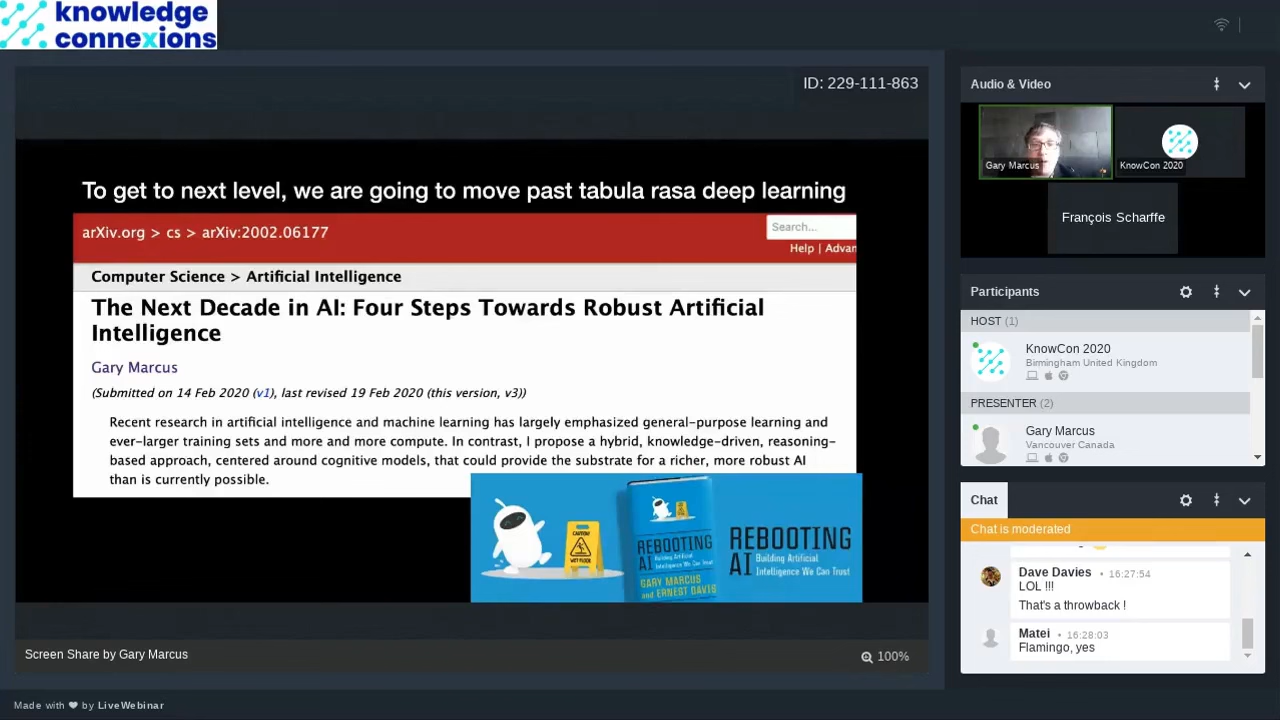 knowledge
connexions
ID: 229-111-863
To get to next level, we are going to move past tabula rasa deep learning
arXiv.org > cs > arXiv:2002.06177
Search...
Help | Advan
Computer Science > Artificial Intelligence
The Next Decade in AI: Four Steps Towards Robust Artificial
Intelligence
Gary Marcus
(Submitted on 14 Feb 2020 (v1), last revised 19 Feb 2020 (this version, v3))
Recent research in artificial intelligence and machine learning has largely emphasized general-purpose learning and
ever-larger training sets and more and more compute. In contrast, I propose a hybrid, knowledge-driven, reasoning-
based approach, centered around cognitive models, that could provide the substrate for a richer, more robust AI
than is currently possible.
CAUTION
WET FLOOR
REBOOTING
AI
Building Artificial
Intelligence We Can Trust
GARY MARCUS
and ERNEST DAVIS
REBOOTING
AI
Building Artificial
Intelligence We Can Trust
Screen Share by Gary Marcus
100%
Made with ❤ by LiveWebinar
Audio & Video
Gary Marcus
KnowCon 2020
François Scharffe
Participants
HOST (1)
KnowCon 2020
Birmingham United Kingdom
PRESENTER (2)
Gary Marcus
Vancouver Canada
Chat
Chat is moderated
Dave Davies • 16:27:54
LOL !!!
That's a throwback !
Matei • 16:28:03
Flamingo, yes